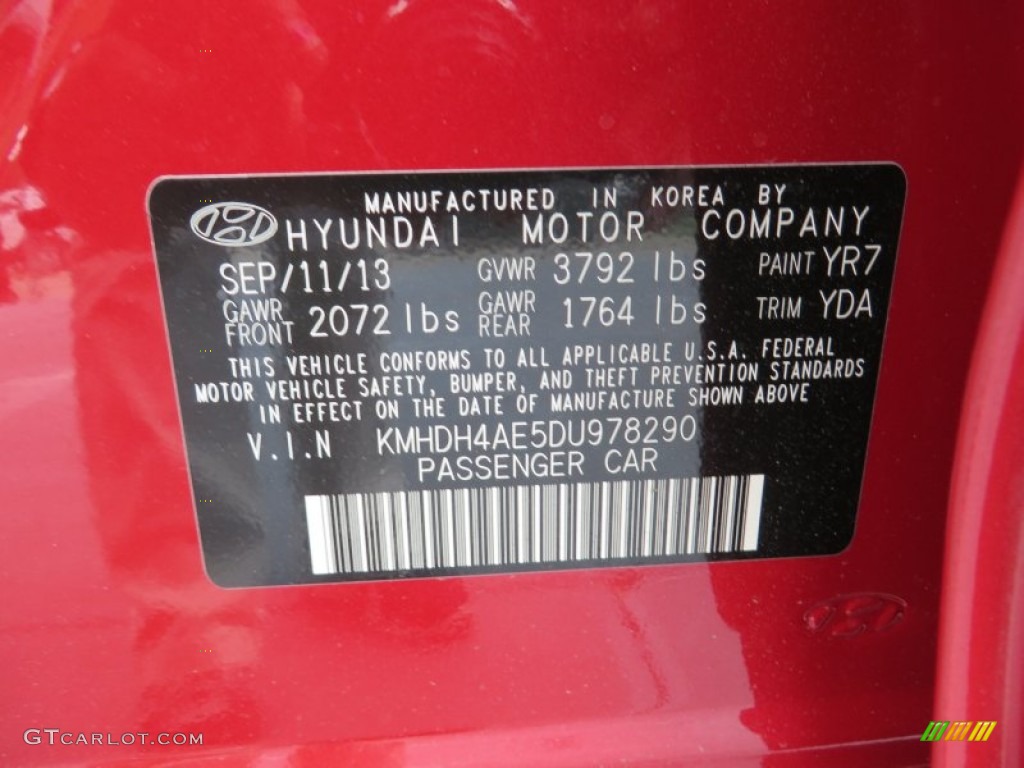 MANUFACTURED IN KOREA BY
HYUNDAI MOTOR COMPANY
SEP/11/13 GVWR 3792 lbs PAINT YR7
GAWR FRONT 2072 lbs GAWR REAR 1764 lbs TRIM YDA
THIS VEHICLE CONFORMS TO ALL APPLICABLE U.S.A. FEDERAL
MOTOR VEHICLE SAFETY, BUMPER, AND THEFT PREVENTION STANDARDS
IN EFFECT ON THE DATE OF MANUFACTURE SHOWN ABOVE
V.I.N KMHDH4AE5DU978290
PASSENGER CAR
GTCARLOT.COM